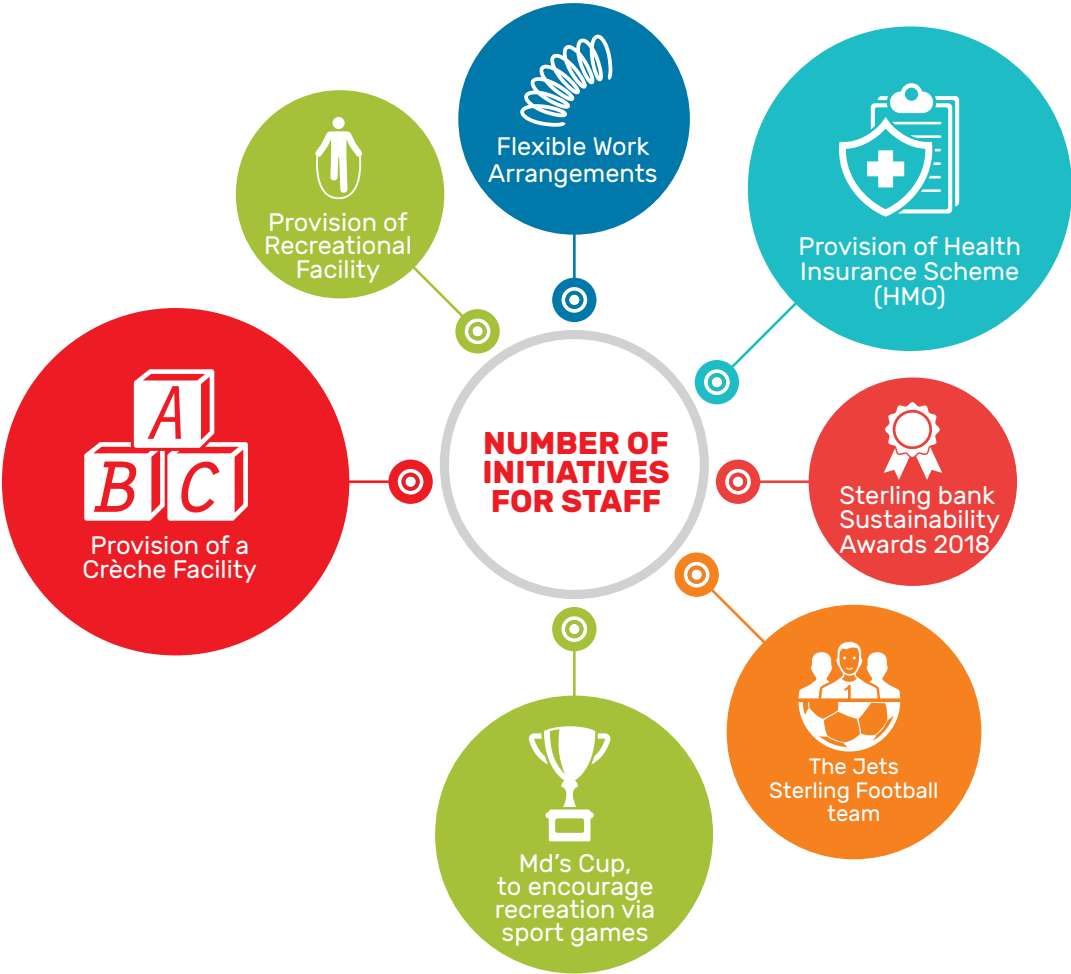 Flexible Work
Arrangements
Provision of
Recreational
Facility
Provision of Health
Insurance Scheme
(HMO)
A
B C
Provision of a
Crèche Facility
NUMBER OF
INITIATIVES
FOR STAFF
Sterling bank
Sustainability
Awards 2018
1
The Jets
Sterling Football
team
Md's Cup,
to encourage
recreation via
sport games